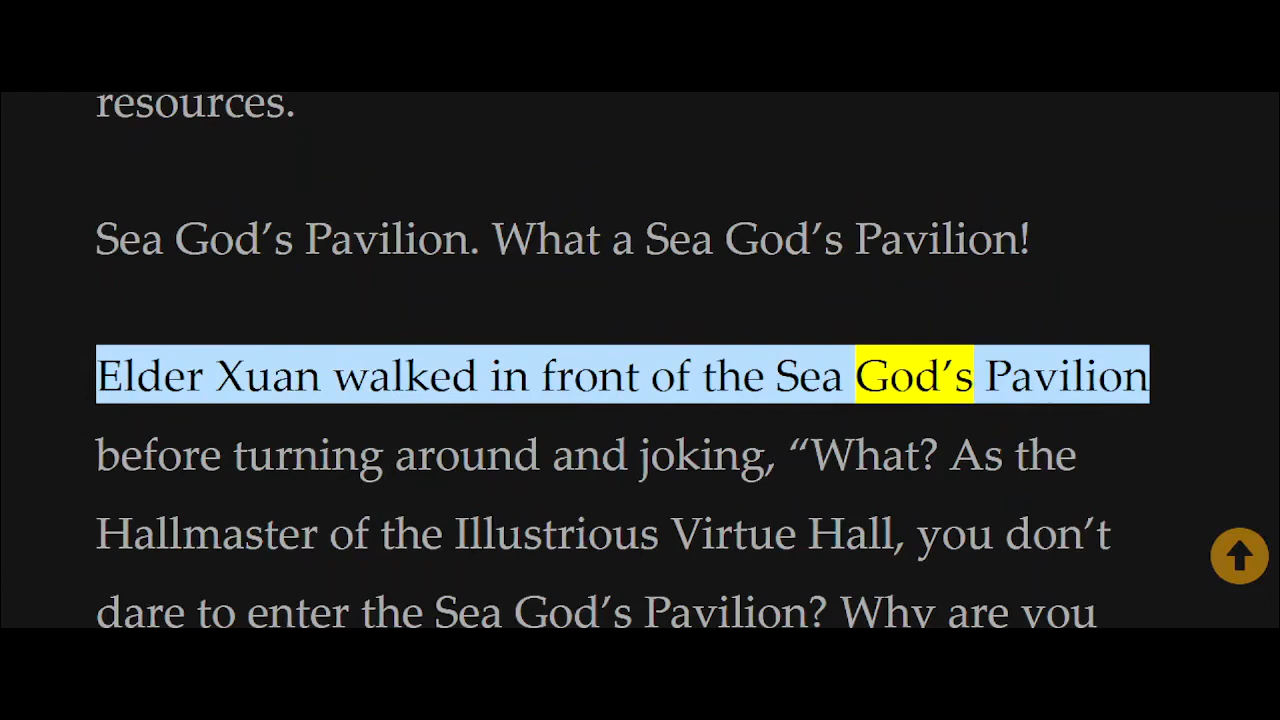 resources.
Sea God’s Pavilion. What a Sea God’s Pavilion!
Elder Xuan walked in front of the Sea God’s Pavilion
before turning around and joking, “What? As the
Hallmaster of the Illustrious Virtue Hall, you don’t
dare to enter the Sea God’s Pavilion? Why are you